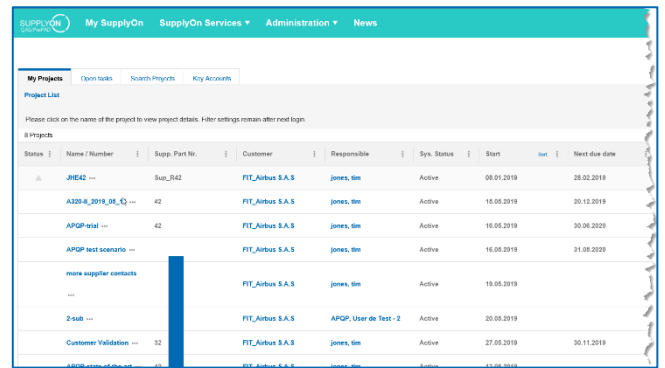 SUPPLYON My SupplyOn SupplyOn Services ▾ Administration ▾ News
My Projects Open tasks Search Projects Key Accounts
Project List
Please click on the name of the project to view project details. Filter settings remain after next login.
8 Projects
Status Name / Number Supp. Part Nr. Customer Responsible Sys. Status Start Sort Next due date
JHE42 ... Sup_R42 FIT_Airbus S.A.S jones, tim Active 08.01.2019 28.02.2019
... 42 FIT_Airbus S.A.S jones, tim Active 18.05.2019 20.12.2019
APQP-trial ... 42 FIT_Airbus S.A.S jones, tim Active 16.05.2019 30.06.2020
APQP test scenario ... FIT_Airbus S.A.S jones, tim Active 16.05.2019 31.05.2020
more supplier contacts
... FIT_Airbus S.A.S jones, tim Active 19.05.2019
2-sub ... FIT_Airbus S.A.S APQP, User de Test - 2 Active 20.05.2019
Customer Validation ... 32 FIT_Airbus S.A.S jones, tim Active 27.05.2019 30.11.2019